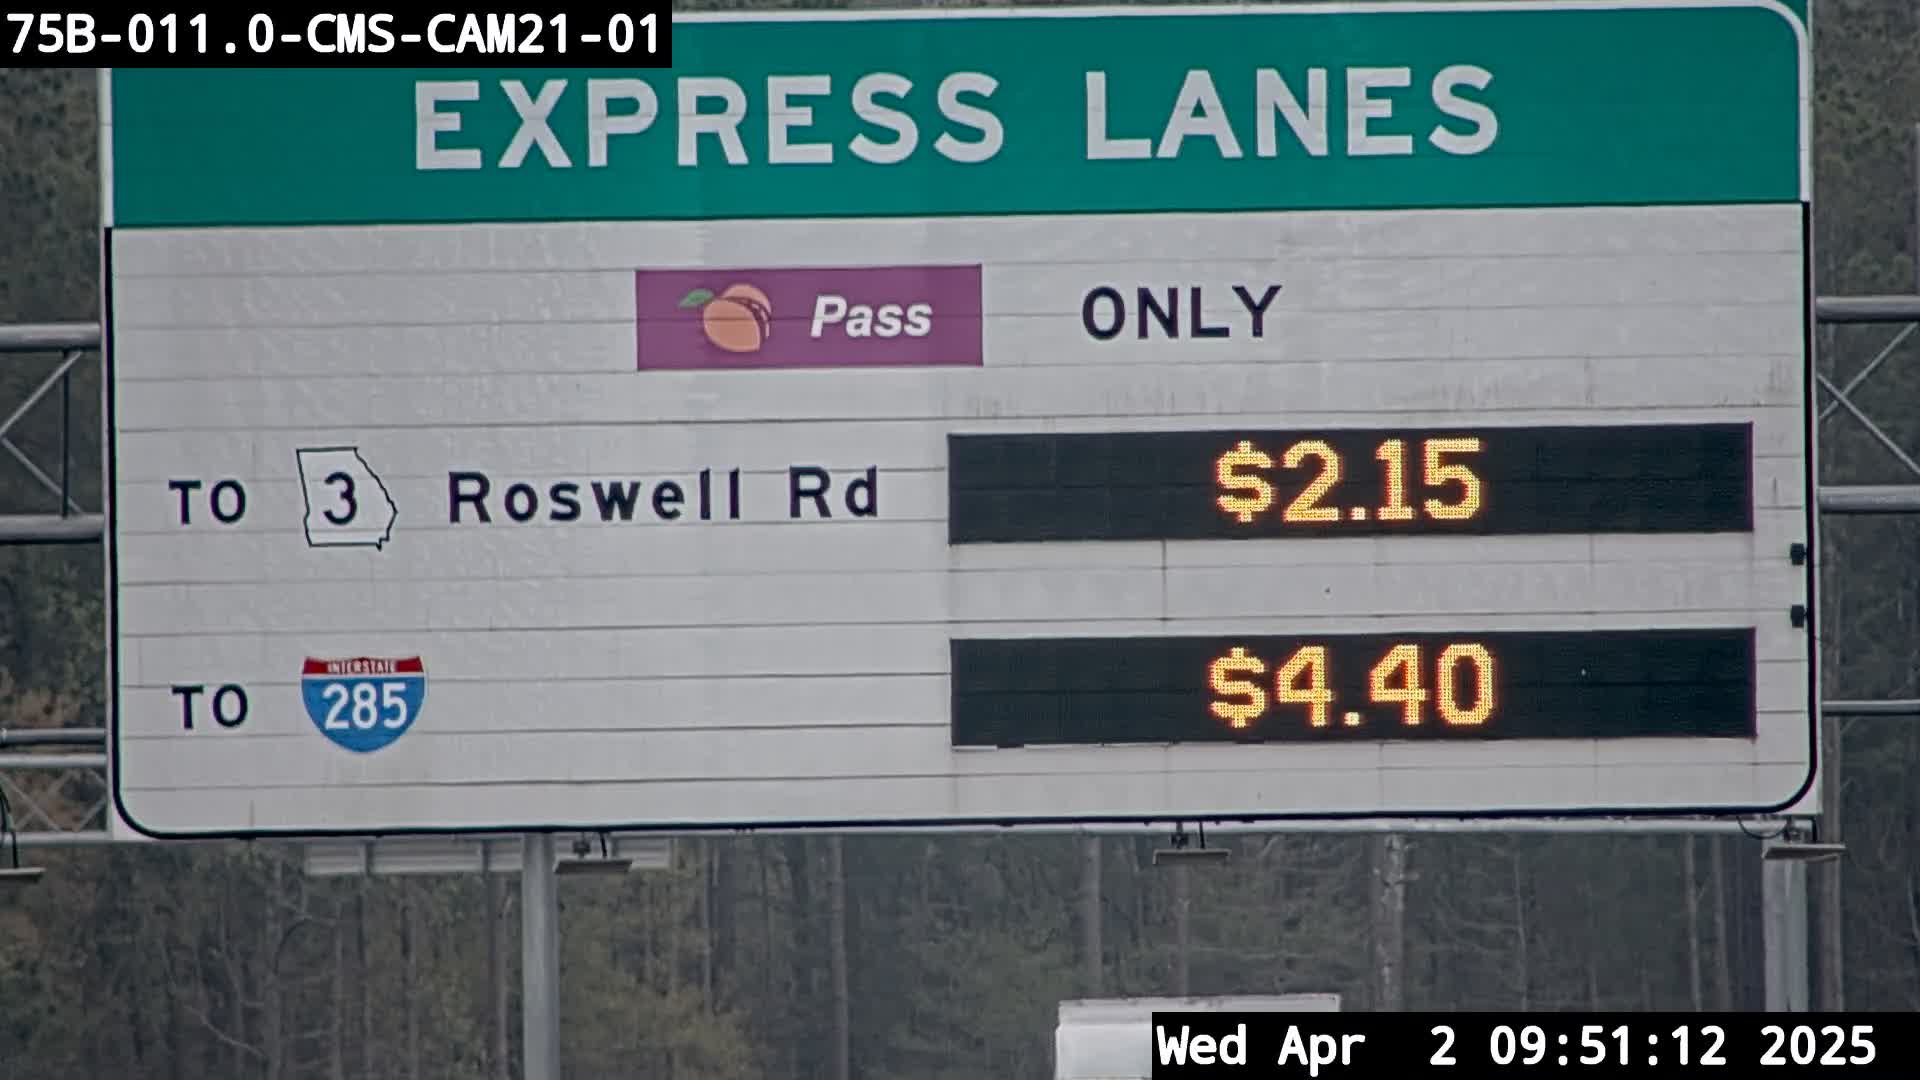 75B-011.0-CMS-CAM21-01
EXPRESS LANES
Pass ONLY
TO 3 Roswell Rd $2.15
INTERSTATE
TO 285 $4.40
Wed Apr 2 09:51:12 2025